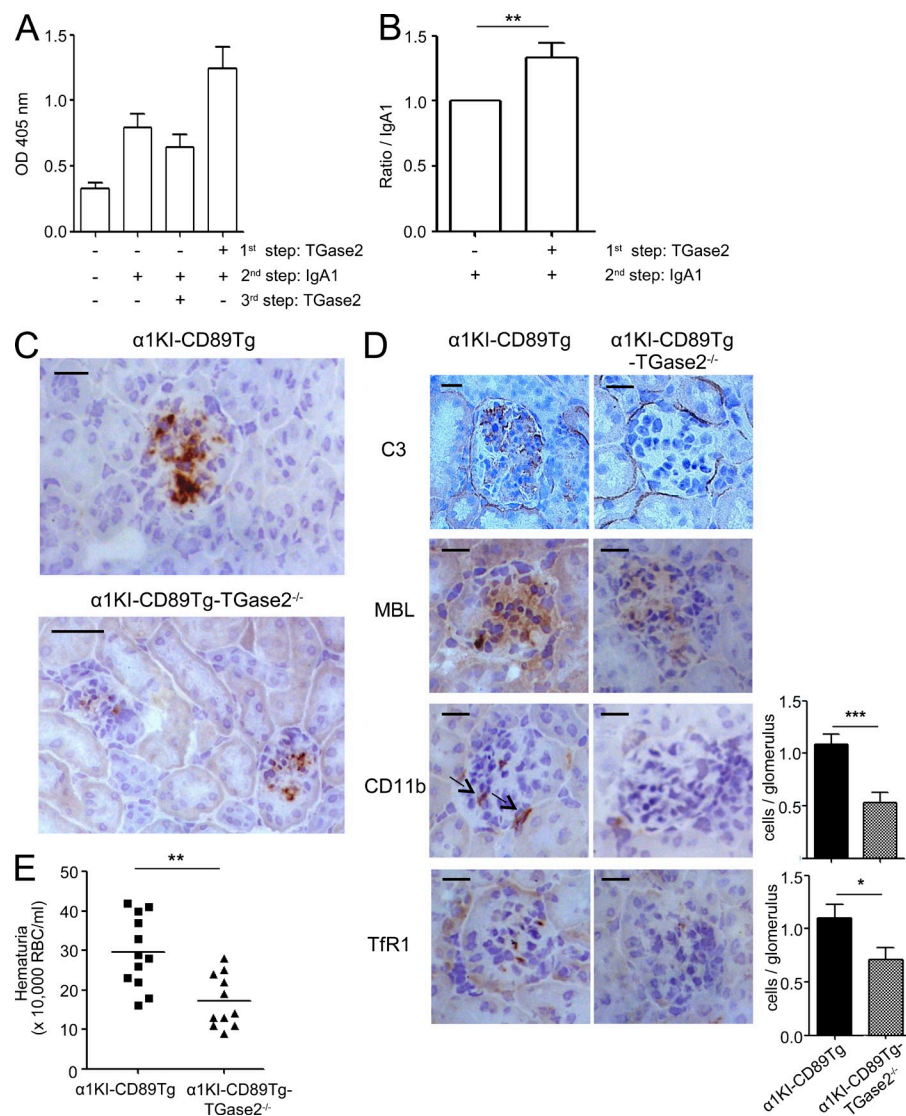 A
OD 405 nm
1.5
1.0
0.5
0.0
- - - + 1st step: TGase2
- + + + 2nd step: IgA1
- - + - 3rd step: TGase2
B
**
Ratio / IgA1
1.5
1.0
0.5
0.0
- + 1st step: TGase2
+ + 2nd step: IgA1
C
α1KI-CD89Tg
α1KI-CD89Tg-TGase2-/-
D
α1KI-CD89Tg
α1KI-CD89Tg
-TGase2-/-
C3
MBL
CD11b
TfR1
cells / glomerulus
1.5
1.0
0.5
0.0
***
cells / glomerulus
1.5
1.0
0.5
0.0
*
α1KI-CD89Tg
α1KI-CD89Tg-
TGase2-/-
E
**
Hematuria
(x 10,000 RBC/ml)
50
40
30
20
10
0
α1KI-CD89Tg
α1KI-CD89Tg-
TGase2-/-